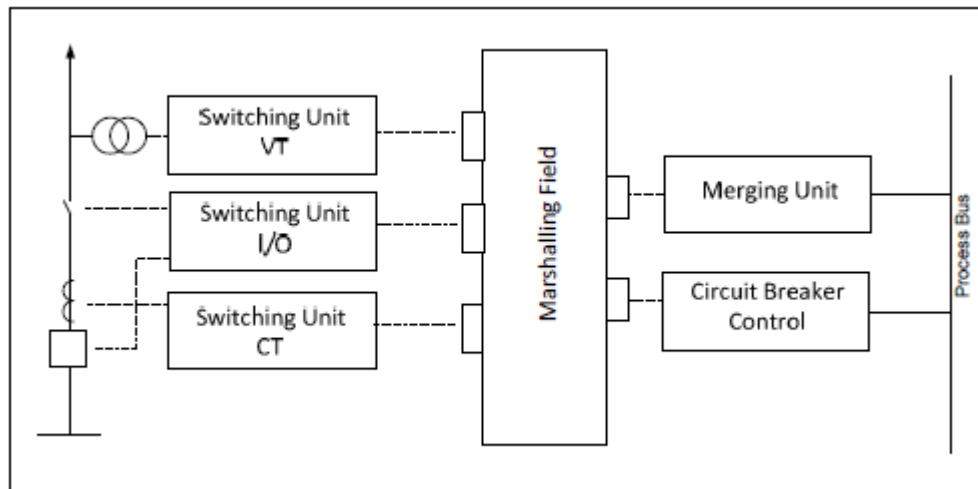 Switching Unit
VT
Switching Unit
I/O
Switching Unit
CT
Marshalling Field
Merging Unit
Circuit Breaker
Control
Process Bus